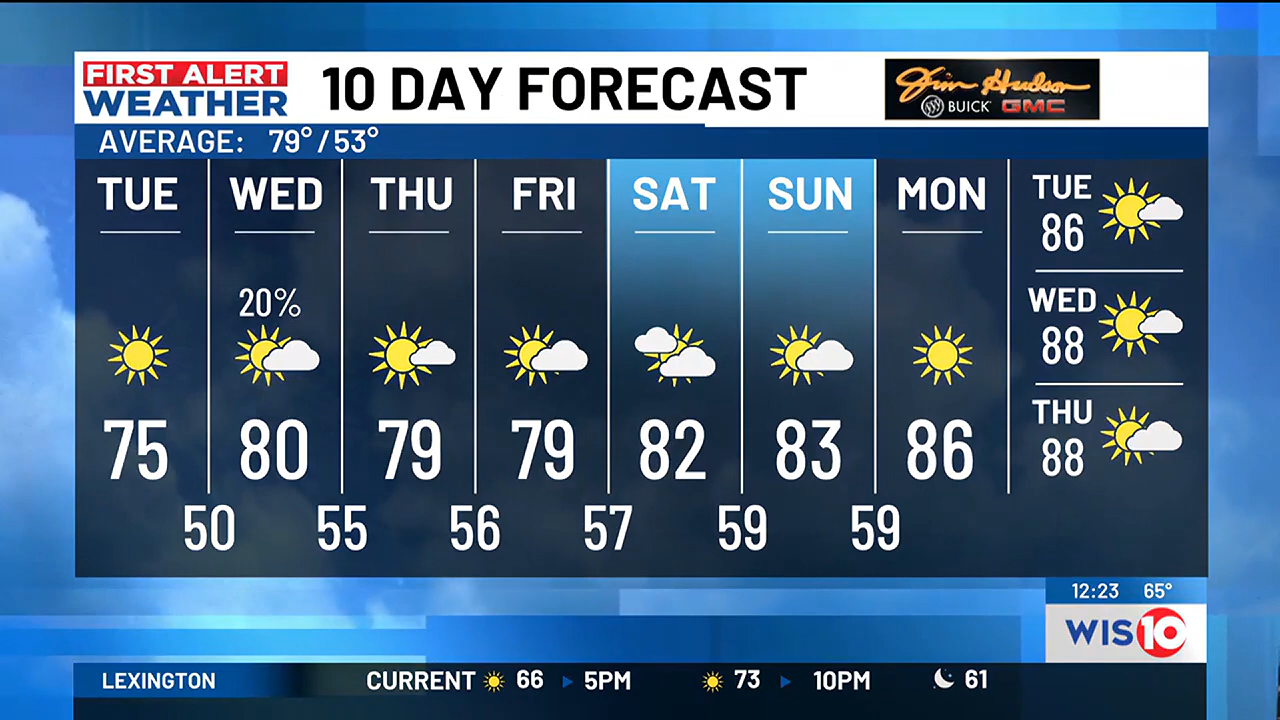 FIRST ALERT
WEATHER
10 DAY FORECAST
Jim Hudson
BUICK GMC
AVERAGE: 79°/53°
TUE WED THU FRI SAT SUN MON
20%
75 80 79 79 82 83 86
50 55 56 57 59 59
TUE
86
WED
88
THU
88
12:23 65°
WIS10
LEXINGTON CURRENT 66 5PM 73 10PM 61